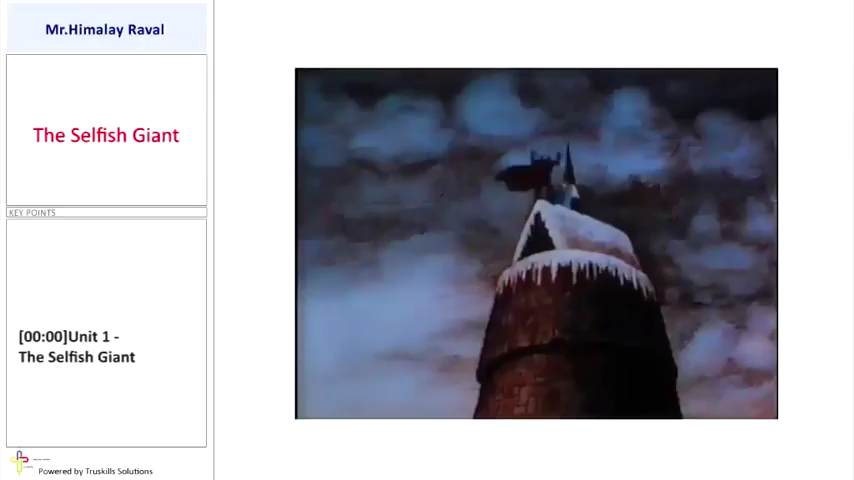 Mr.Himalay Raval
The Selfish Giant
KEY POINTS
[00:00]Unit 1 -
The Selfish Giant
Powered by Truskills Solutions